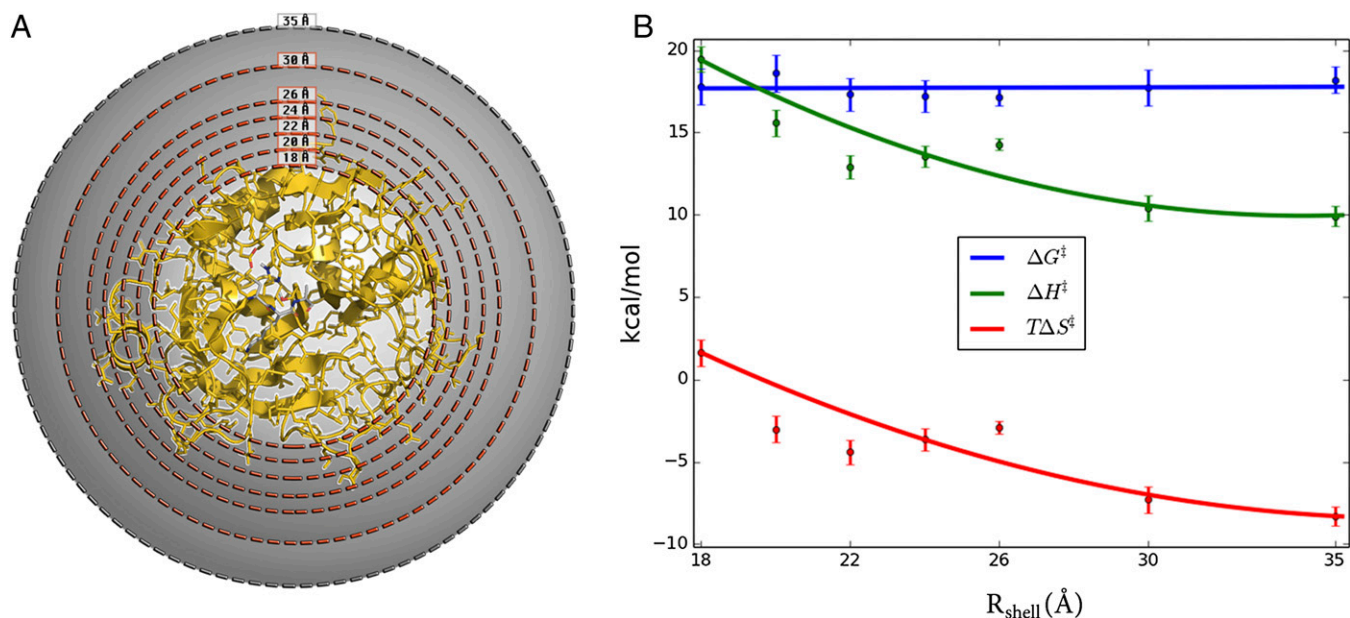 A
35 Å
30 Å
26 Å
24 Å
22 Å
20 Å
18 Å
B
20
15
10
5
0
−5
−10
kcal/mol
ΔG‡
ΔH‡
TΔS‡
18
22
26
30
35
R_shell(Å)